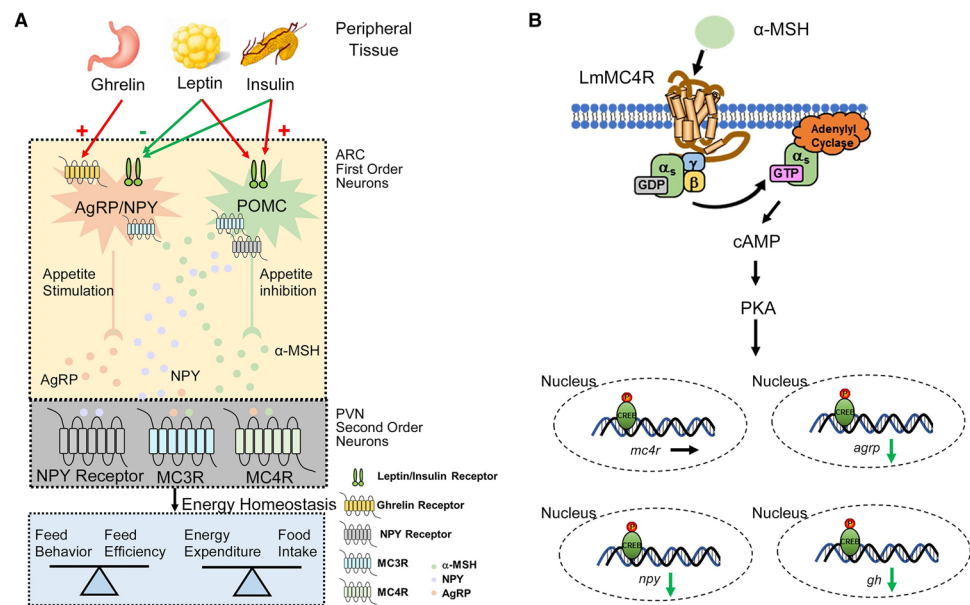 A
Peripheral
Tissue
Ghrelin
Leptin
Insulin
+
-
+
ARC
First Order
Neurons
AgRP/NPY
POMC
Appetite
Stimulation
Appetite
inhibition
α-MSH
AgRP
NPY
PVN
Second Order
Neurons
NPY Receptor
MC3R
MC4R
Energy Homeostasis
Feed
Behavior
Feed
Efficiency
Energy
Expenditure
Food
Intake
Leptin/Insulin Receptor
Ghrelin Receptor
NPY Receptor
MC3R
MC4R
α-MSH
NPY
AgRP
B
α-MSH
LmMC4R
Adenylyl
Cyclase
αs
γ
β
GDP
αs
GTP
cAMP
PKA
Nucleus
P
CREB
mc4r
Nucleus
P
CREB
agrp
Nucleus
P
CREB
npy
Nucleus
P
CREB
gh